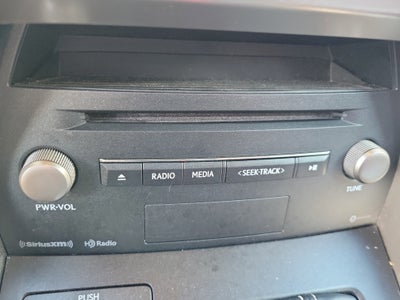 RADIO MEDIA <SEEK•TRACK>
PWR•VOL TUNE
SiriusXM HD Radio
PUSH